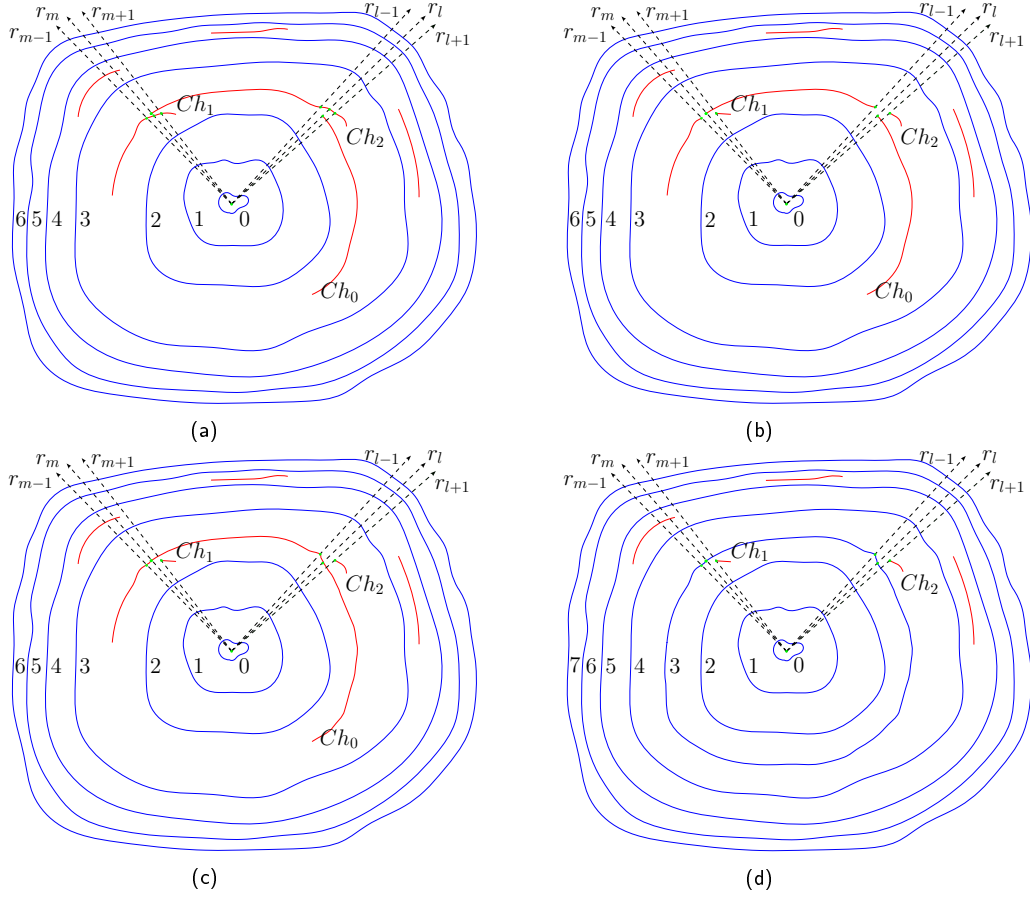 r_m r_{m+1} r_{l-1} r_l
r_{m-1} r_{l+1}
Ch_1
Ch_2
6 5 4 3 2 1 0
Ch_0
(a)
r_m r_{m+1} r_{l-1} r_l
r_{m-1} r_{l+1}
Ch_1
Ch_2
6 5 4 3 2 1 0
Ch_0
(b)
r_m r_{m+1} r_{l-1} r_l
r_{m-1} r_{l+1}
Ch_1
Ch_2
6 5 4 3 2 1 0
Ch_0
(c)
r_m r_{m+1} r_{l-1} r_l
r_{m-1} r_{l+1}
Ch_1
Ch_2
7 6 5 4 3 2 1 0
(d)